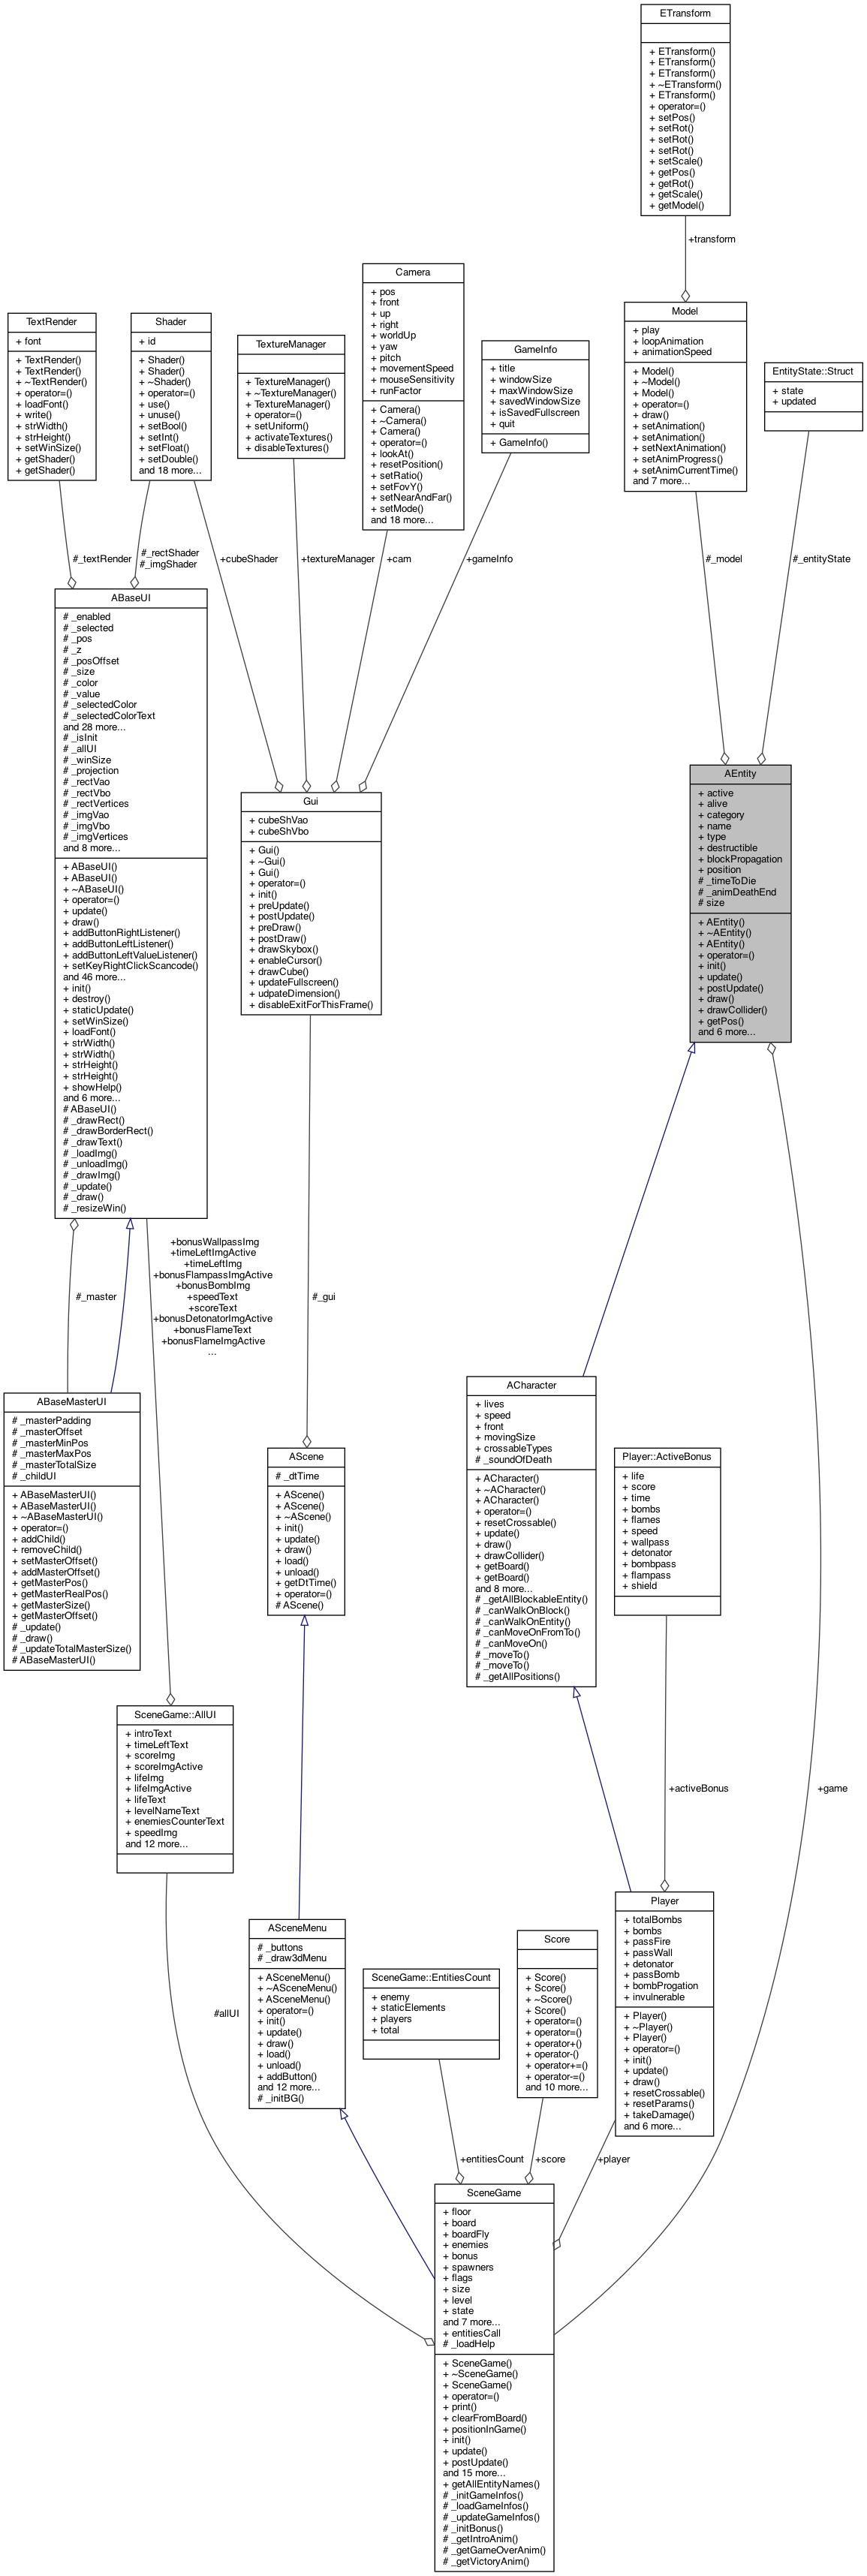 ETransform
+ ETransform()
+ ETransform()
+ ETransform()
+ ~ETransform()
+ ETransform()
+ operator=()
+ setPos()
+ setRot()
+ setRot()
+ setRot()
+ setScale()
+ getPos()
+ getRot()
+ getScale()
+ getModel()
+transform
Camera
+ pos
+ front
+ up
+ right
+ worldUp
+ yaw
+ pitch
+ movementSpeed
+ mouseSensitivity
+ runFactor
+ Camera()
+ ~Camera()
+ Camera()
+ operator=()
+ lookAt()
+ resetPosition()
+ setRatio()
+ setFovY()
+ setNearAndFar()
+ setMode()
and 18 more...
Model
+ play
+ loopAnimation
+ animationSpeed
+ Model()
+ ~Model()
+ Model()
+ operator=()
+ draw()
+ setAnimation()
+ setAnimation()
+ setNextAnimation()
+ setAnimProgress()
+ setAnimCurrentTime()
and 7 more...
TextRender
+ font
+ TextRender()
+ TextRender()
+ ~TextRender()
+ operator=()
+ loadFont()
+ write()
+ strWidth()
+ strHeight()
+ setWinSize()
+ getShader()
+ getShader()
Shader
+ id
+ Shader()
+ Shader()
+ ~Shader()
+ operator=()
+ use()
+ unuse()
+ setBool()
+ setInt()
+ setFloat()
+ setDouble()
and 18 more...
TextureManager
+ TextureManager()
+ ~TextureManager()
+ TextureManager()
+ operator=()
+ setUniform()
+ activateTextures()
+ disableTextures()
GameInfo
+ title
+ windowSize
+ maxWindowSize
+ savedWindowSize
+ isSavedFullscreen
+ quit
+ GameInfo()
EntityState::Struct
+ state
+ updated
#_textRender
#_rectShader
#_imgShader
+cubeShader
+textureManager
+cam
+gameInfo
#_model
#_entityState
ABaseUI
# _enabled
# _selected
# _pos
# _z
# _posOffset
# _size
# _color
# _value
# _selectedColor
# _selectedColorText
and 28 more...
# _isInit
# _allUI
# _winSize
# _projection
# _rectVao
# _rectVbo
# _rectVertices
# _imgVao
# _imgVbo
# _imgVertices
and 8 more...
+ ABaseUI()
+ ABaseUI()
+ ~ABaseUI()
+ operator=()
+ update()
+ draw()
+ addButtonRightListener()
+ addButtonLeftListener()
+ addButtonLeftValueListener()
+ setKeyRightClickScancode()
and 46 more...
+ init()
+ destroy()
+ staticUpdate()
+ setWinSize()
+ loadFont()
+ strWidth()
+ strWidth()
+ strHeight()
+ strHeight()
+ showHelp()
and 6 more...
# ABaseUI()
# _drawRect()
# _drawBorderRect()
# _drawText()
# _loadImg()
# _unloadImg()
# _drawImg()
# _update()
# _draw()
# _resizeWin()
Gui
+ cubeShVao
+ cubeShVbo
+ Gui()
+ ~Gui()
+ Gui()
+ operator=()
+ init()
+ preUpdate()
+ postUpdate()
+ preDraw()
+ postDraw()
+ drawSkybox()
+ enableCursor()
+ drawCube()
+ updateFullscreen()
+ udpateDimension()
+ disableExitForThisFrame()
AEntity
+ active
+ alive
+ category
+ name
+ type
+ destructible
+ blockPropagation
+ position
# _timeToDie
# _animDeathEnd
# size
+ AEntity()
+ ~AEntity()
+ AEntity()
+ operator=()
+ init()
+ update()
+ postUpdate()
+ draw()
+ drawCollider()
+ getPos()
and 6 more...
#_master
+bonusWallpassImg
+timeLeftImgActive
+timeLeftImg
+bonusFlampassImgActive
+bonusBombImg
+speedText
+scoreText
+bonusDetonatorImgActive
+bonusFlameText
+bonusFlameImgActive
...
#_gui
ABaseMasterUI
# _masterPadding
# _masterOffset
# _masterMinPos
# _masterMaxPos
# _masterTotalSize
# _childUI
+ ABaseMasterUI()
+ ABaseMasterUI()
+ ~ABaseMasterUI()
+ operator=()
+ addChild()
+ removeChild()
+ setMasterOffset()
+ addMasterOffset()
+ getMasterPos()
+ getMasterRealPos()
+ getMasterSize()
+ getMasterOffset()
# _update()
# _draw()
# _updateTotalMasterSize()
# ABaseMasterUI()
AScene
# _dtTime
+ AScene()
+ AScene()
+ ~AScene()
+ init()
+ update()
+ draw()
+ load()
+ unload()
+ getDtTime()
+ operator=()
# AScene()
ACharacter
+ lives
+ speed
+ front
+ movingSize
+ crossableTypes
# _soundOfDeath
+ ACharacter()
+ ~ACharacter()
+ ACharacter()
+ operator=()
+ resetCrossable()
+ update()
+ draw()
+ drawCollider()
+ getBoard()
+ getBoard()
and 8 more...
# _getAllBlockableEntity()
# _canWalkOnBlock()
# _canWalkOnEntity()
# _canMoveOnFromTo()
# _canMoveOn()
# _moveTo()
# _moveTo()
# _getAllPositions()
Player::ActiveBonus
+ life
+ score
+ time
+ bombs
+ flames
+ speed
+ wallpass
+ detonator
+ bombpass
+ flampass
+ shield
SceneGame::AllUI
+ introText
+ timeLeftText
+ scoreImg
+ scoreImgActive
+ lifeImg
+ lifeImgActive
+ lifeText
+ levelNameText
+ enemiesCounterText
+ speedImg
and 12 more...
+activeBonus
+game
Player
+ totalBombs
+ bombs
+ passFire
+ passWall
+ detonator
+ passBomb
+ bombProgation
+ invulnerable
+ Player()
+ ~Player()
+ Player()
+ operator=()
+ init()
+ update()
+ draw()
+ resetCrossable()
+ resetParams()
+ takeDamage()
and 6 more...
ASceneMenu
# _buttons
# _draw3dMenu
+ ASceneMenu()
+ ~ASceneMenu()
+ ASceneMenu()
+ operator=()
+ init()
+ update()
+ draw()
+ load()
+ unload()
+ addButton()
and 12 more...
# _initBG()
Score
+ Score()
+ Score()
+ ~Score()
+ Score()
+ operator=()
+ operator=()
+ operator+()
+ operator-()
+ operator+=()
+ operator-=()
and 10 more...
SceneGame::EntitiesCount
+ enemy
+ staticElements
+ players
+ total
#allUI
+entitiesCount
+score
+player
SceneGame
+ floor
+ board
+ boardFly
+ enemies
+ bonus
+ spawners
+ flags
+ size
+ level
+ state
and 7 more...
+ entitiesCall
# _loadHelp
+ SceneGame()
+ ~SceneGame()
+ SceneGame()
+ operator=()
+ print()
+ clearFromBoard()
+ positionInGame()
+ init()
+ update()
+ postUpdate()
and 15 more...
+ getAllEntityNames()
# _initGameInfos()
# _loadGameInfos()
# _updateGameInfos()
# _initBonus()
# _getIntroAnim()
# _getGameOverAnim()
# _getVictoryAnim()